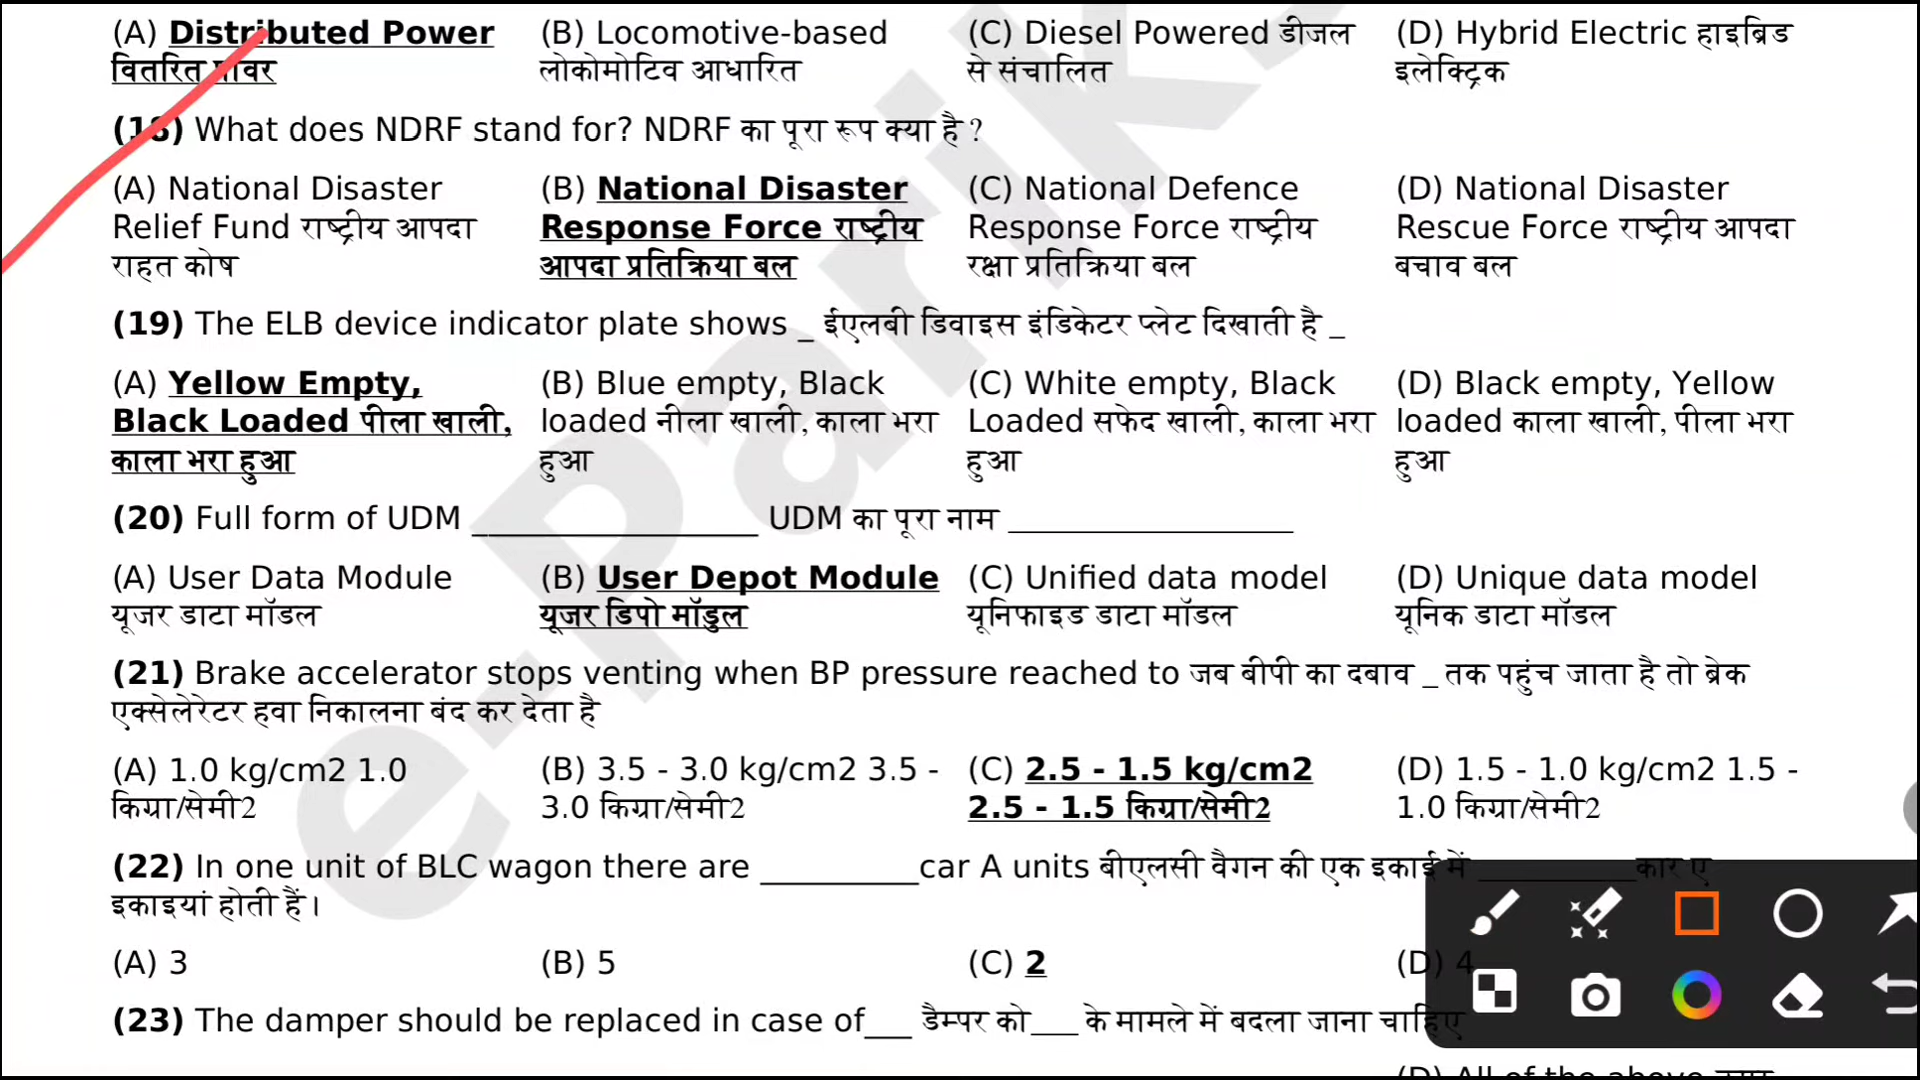 (A) Distributed Power (B) Locomotive-based (C) Diesel Powered डीजल (D) Hybrid Electric हाइब्रिड
वितरित पावर लोकोमोटिव आधारित से संचालित इलेक्ट्रिक
(18) What does NDRF stand for? NDRF का पूरा रूप क्या है ?
(A) National Disaster (B) National Disaster (C) National Defence (D) National Disaster
Relief Fund राष्ट्रीय आपदा Response Force राष्ट्रीय Response Force राष्ट्रीय Rescue Force राष्ट्रीय आपदा
राहत कोष आपदा प्रतिक्रिया बल रक्षा प्रतिक्रिया बल बचाव बल
(19) The ELB device indicator plate shows _ ईएलबी डिवाइस इंडिकेटर प्लेट दिखाती है _
(A) Yellow Empty, (B) Blue empty, Black (C) White empty, Black (D) Black empty, Yellow
Black Loaded पीला खाली, loaded नीला खाली, काला भरा Loaded सफेद खाली, काला भरा loaded काला खाली, पीला भरा
काला भरा हुआ हुआ हुआ हुआ
(20) Full form of UDM __________________ UDM का पूरा नाम __________________
(A) User Data Module (B) User Depot Module (C) Unified data model (D) Unique data model
यूजर डाटा मॉडल यूजर डिपो मॉडुल यूनिफाइड डाटा मॉडल यूनिक डाटा मॉडल
(21) Brake accelerator stops venting when BP pressure reached to जब बीपी का दबाव _ तक पहुंच जाता है तो ब्रेक
एक्सेलेरेटर हवा निकालना बंद कर देता है
(A) 1.0 kg/cm2 1.0 (B) 3.5 - 3.0 kg/cm2 3.5 - (C) 2.5 - 1.5 kg/cm2 (D) 1.5 - 1.0 kg/cm2 1.5 -
किग्रा/सेमी2 3.0 किग्रा/सेमी2 2.5 - 1.5 किग्रा/सेमी2 1.0 किग्रा/सेमी2
(22) In one unit of BLC wagon there are __________car A units बीएलसी वैगन की एक इकाई में __________कार ए
इकाइयां होती हैं।
(A) 3 (B) 5 (C) 2 (D) 4
(23) The damper should be replaced in case of___ डैम्पर को___ के मामले में बदला जाना चाहिए
(D) All of the above